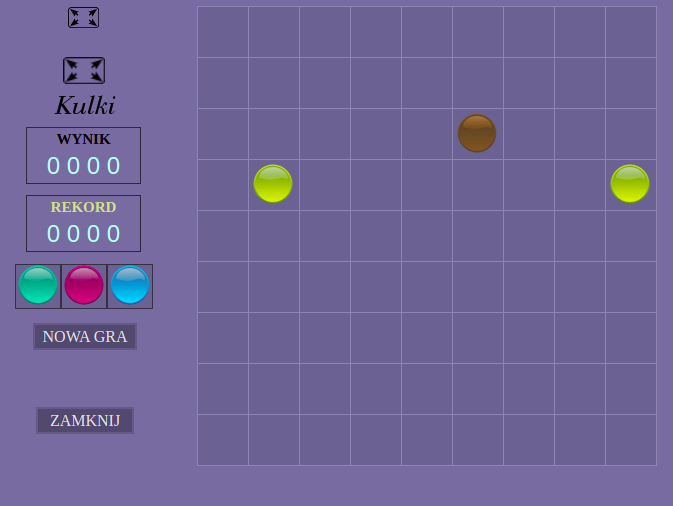 Kulki
WYNIK
0000
REKORD
0000
NOWA GRA
ZAMKNIJ